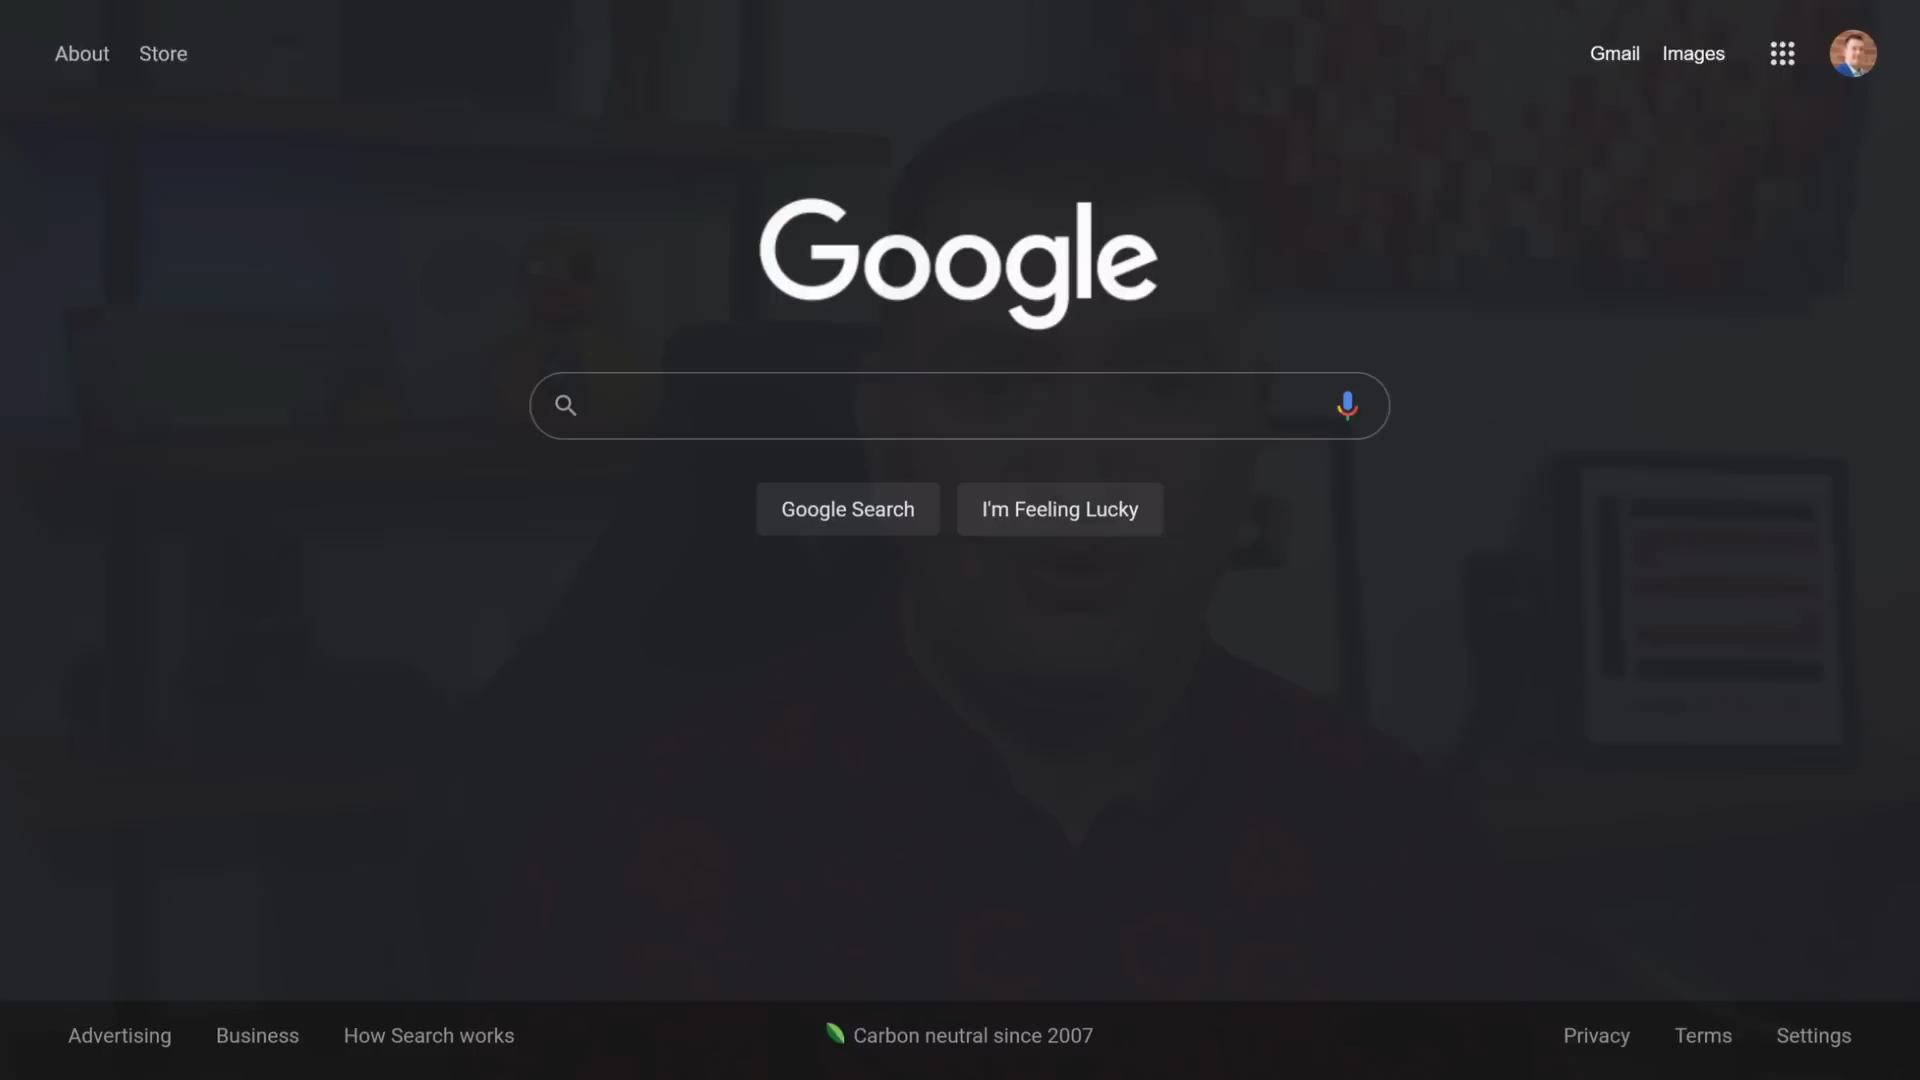 About Store
Gmail Images
Google
Google Search
I'm Feeling Lucky
Advertising Business How Search works
Carbon neutral since 2007
Privacy Terms Settings